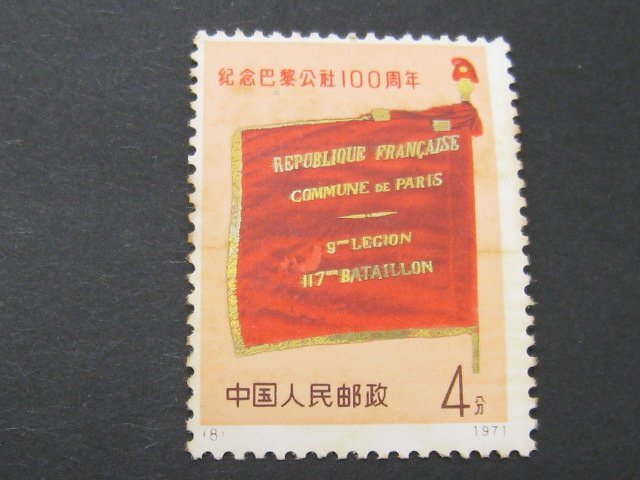 纪念巴黎公社100周年
REPUBLIQUE FRANÇAISE
COMMUNE DE PARIS
9me LEGION
117me BATAILLON
中国人民邮政
4分
(8) 1971